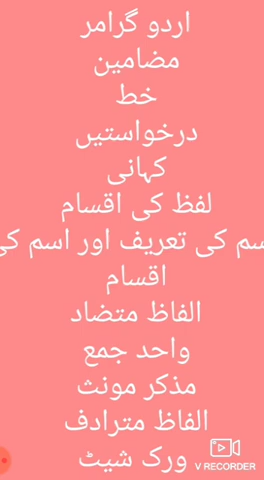 اردو گرامر
مضامین
خط
درخواستیں
کہانی
لفظ کی اقسام
سم کی تعریف اور اسم کی
اقسام
الفاظ متضاد
واحد جمع
مذکر مونث
الفاظ مترادف
ورک شیٹ
V RECORDER